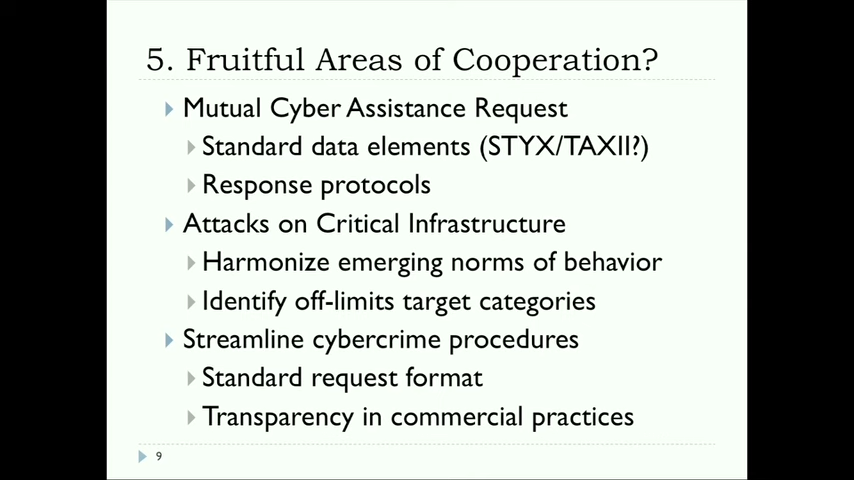 5. Fruitful Areas of Cooperation?
Mutual Cyber Assistance Request
Standard data elements (STYX/TAXII?)
Response protocols
Attacks on Critical Infrastructure
Harmonize emerging norms of behavior
Identify off-limits target categories
Streamline cybercrime procedures
Standard request format
Transparency in commercial practices
9